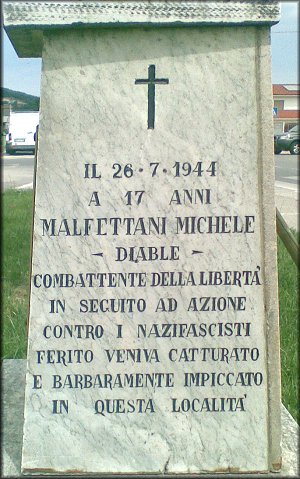 IL 26·7·1944
A 17 ANNI
MALFETTANI MICHELE
- DIABLE -
COMBATTENTE DELLA LIBERTA'
IN SEGUITO AD AZIONE
CONTRO I NAZIFASCISTI
FERITO VENIVA CATTURATO
E BARBARAMENTE IMPICCATO
IN QUESTA LOCALITA'